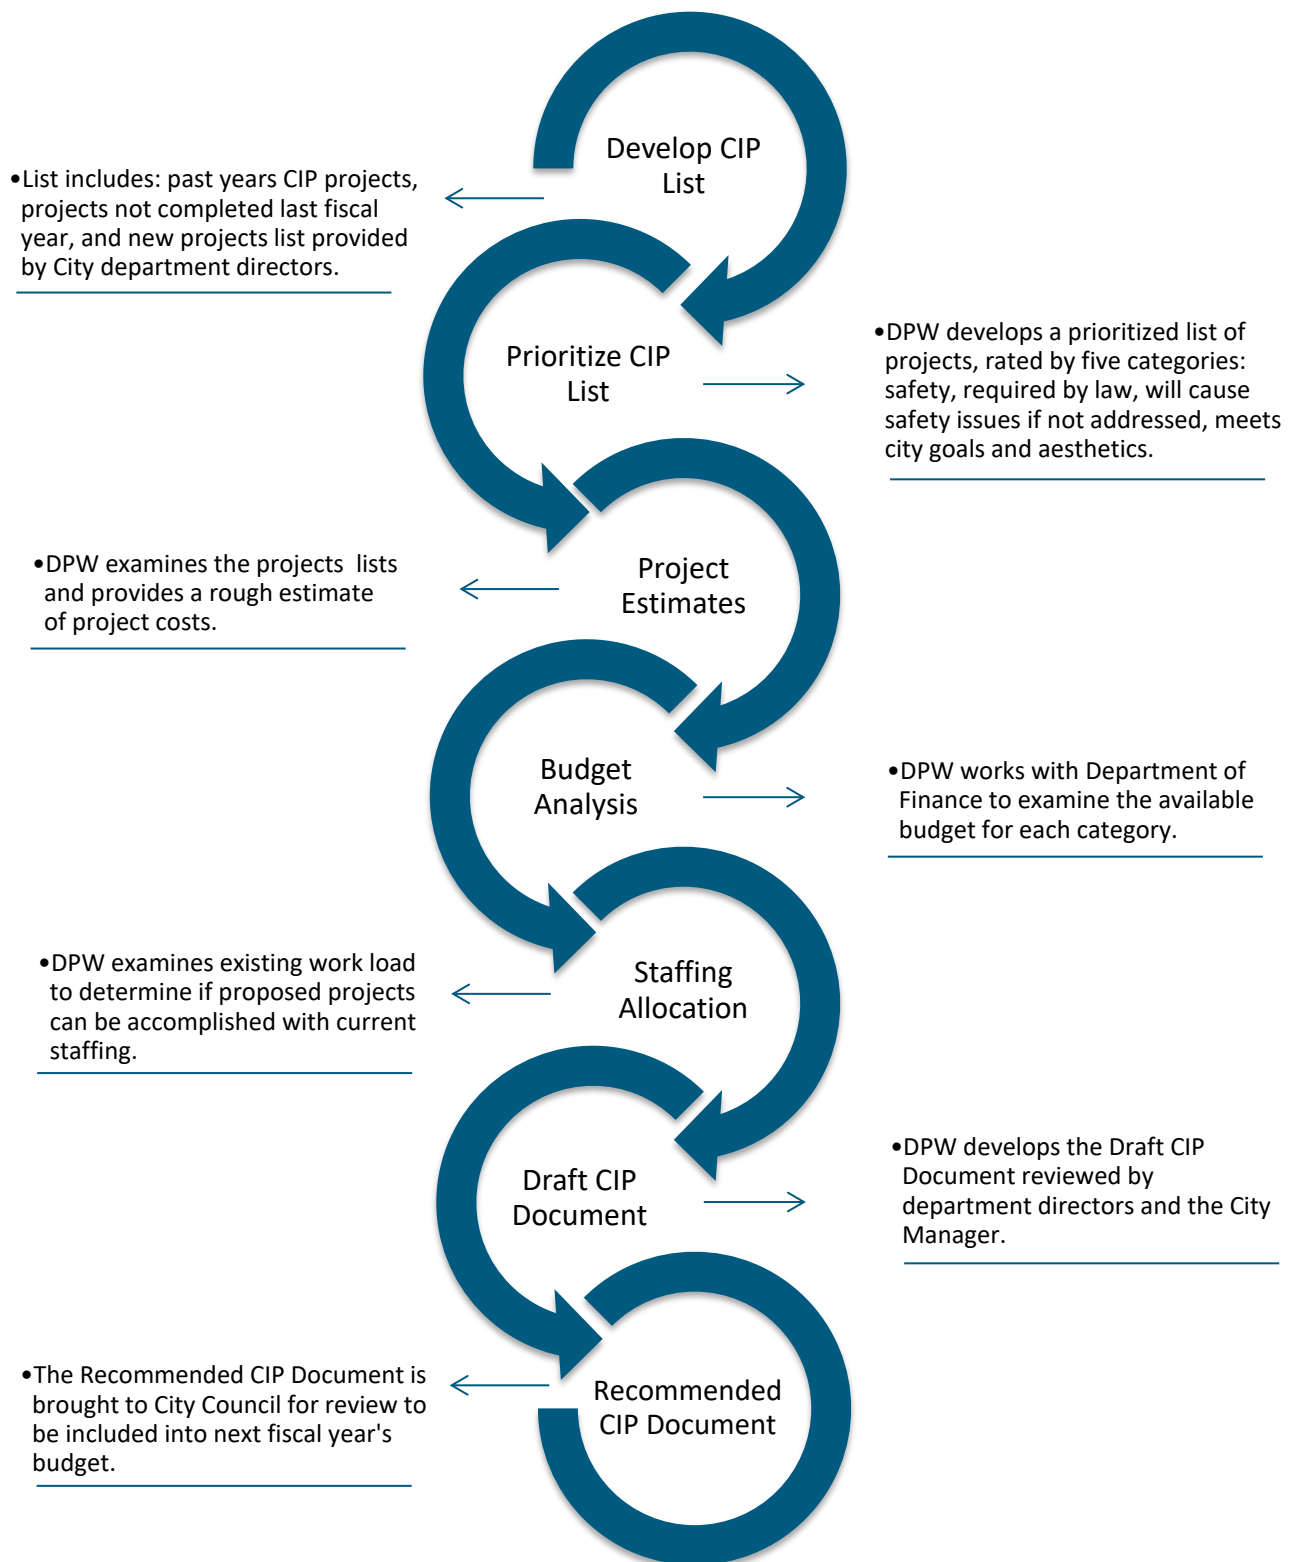 Develop CIP
List
•List includes: past years CIP projects,
projects not completed last fiscal
year, and new projects list provided
by City department directors.
Prioritize CIP
List
•DPW develops a prioritized list of
projects, rated by five categories:
safety, required by law, will cause
safety issues if not addressed, meets
city goals and aesthetics.
Project
Estimates
•DPW examines the projects  lists
and provides a rough estimate
of project costs.
Budget
Analysis
•DPW works with Department of
Finance to examine the available
budget for each category.
Staffing
Allocation
•DPW examines existing work load
to determine if proposed projects
can be accomplished with current
staffing.
Draft CIP
Document
•DPW develops the Draft CIP
Document reviewed by
department directors and the City
Manager.
Recommended
CIP Document
•The Recommended CIP Document is
brought to City Council for review to
be included into next fiscal year's
budget.